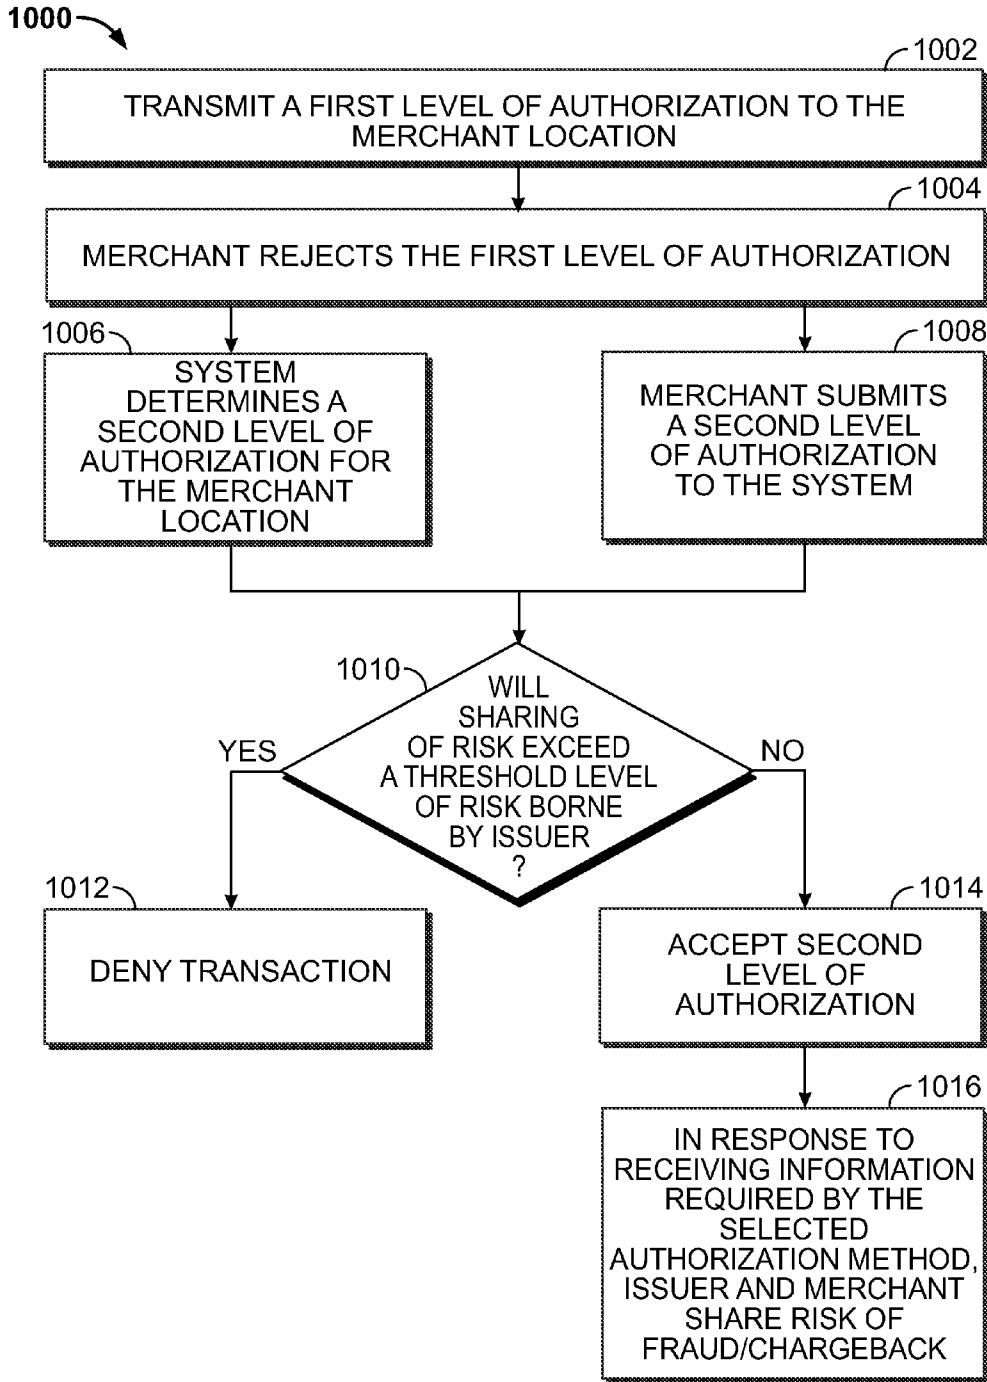 1000
1002
TRANSMIT A FIRST LEVEL OF AUTHORIZATION TO THE
MERCHANT LOCATION
1004
MERCHANT REJECTS THE FIRST LEVEL OF AUTHORIZATION
1006
SYSTEM
DETERMINES A
SECOND LEVEL OF
AUTHORIZATION FOR
THE MERCHANT
LOCATION
1008
MERCHANT SUBMITS
A SECOND LEVEL
OF AUTHORIZATION
TO THE SYSTEM
1010
WILL
SHARING
OF RISK EXCEED
A THRESHOLD LEVEL
OF RISK BORNE
BY ISSUER
?
YES
NO
1012
DENY TRANSACTION
1014
ACCEPT SECOND
LEVEL OF
AUTHORIZATION
1016
IN RESPONSE TO
RECEIVING INFORMATION
REQUIRED BY THE
SELECTED
AUTHORIZATION METHOD,
ISSUER AND MERCHANT
SHARE RISK OF
FRAUD/CHARGEBACK